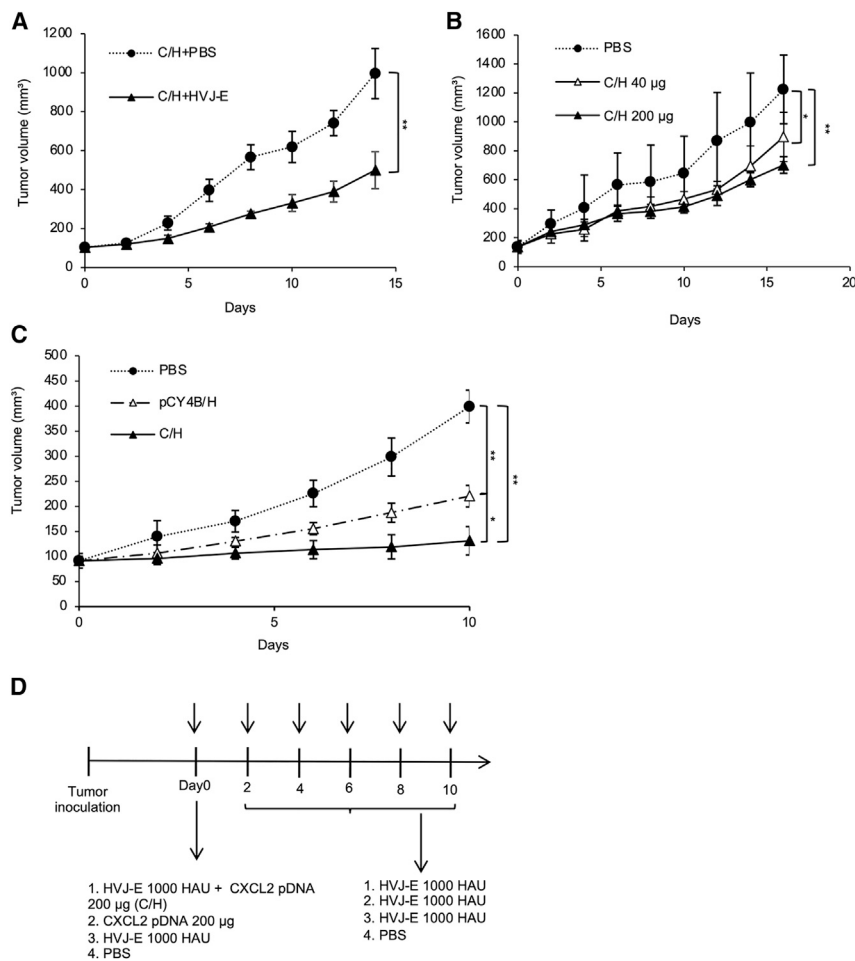 A
C/H+PBS
C/H+HVJ-E
Tumor volume (mm³)
1200
1000
800
600
400
200
0
0
5
10
15
Days
**
B
PBS
C/H 40 µg
C/H 200 µg
Tumor volume (mm³)
1600
1400
1200
1000
800
600
400
200
0
0
5
10
15
20
Days
*
**
C
PBS
pCY4B/H
C/H
Tumor volume (mm³)
500
450
400
350
300
250
200
150
100
50
0
0
5
10
Days
**
*
**
D
Tumor
inoculation
Day0
2
4
6
8
10
1. HVJ-E 1000 HAU + CXCL2 pDNA
200 µg (C/H)
2. CXCL2 pDNA 200 µg
3. HVJ-E 1000 HAU
4. PBS
1. HVJ-E 1000 HAU
2. HVJ-E 1000 HAU
3. HVJ-E 1000 HAU
4. PBS